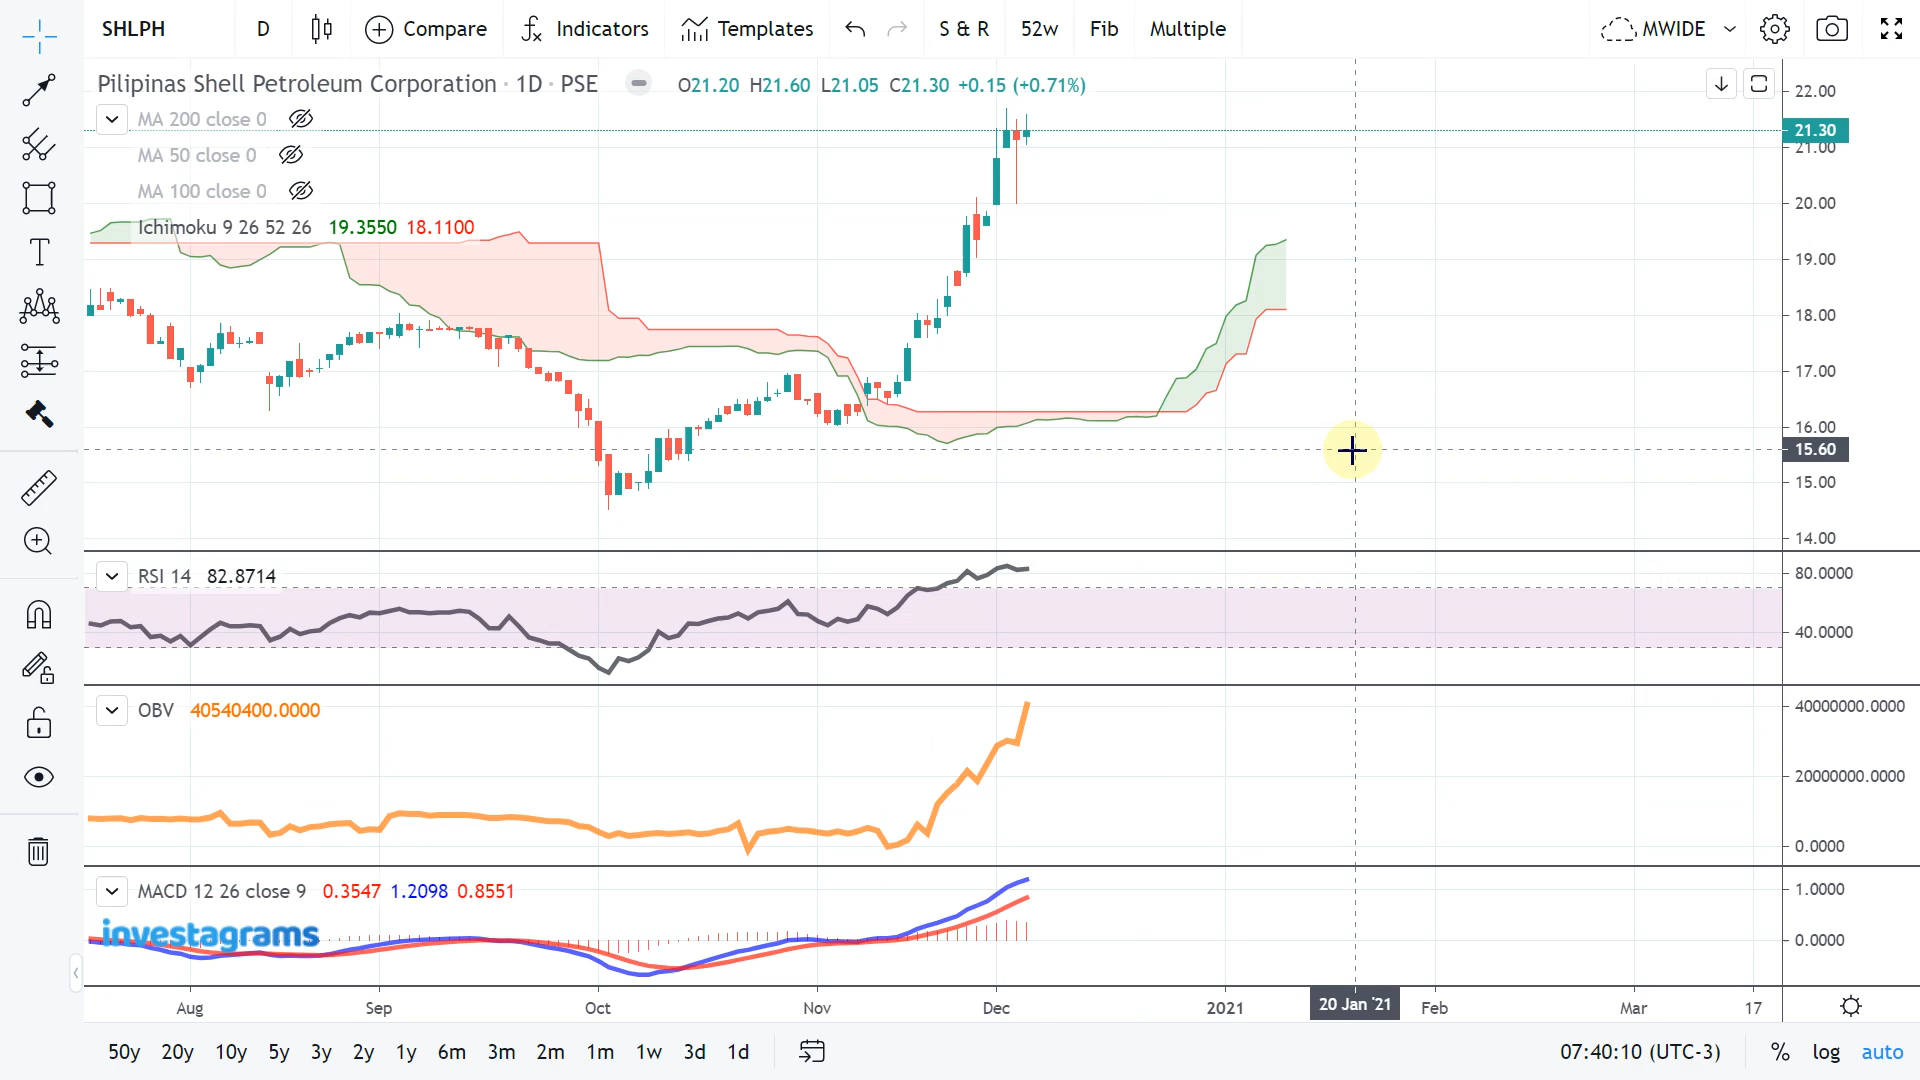 SHLPH D Compare Indicators Templates S & R 52w Fib Multiple MWIDE
Pilipinas Shell Petroleum Corporation · 1D · PSE O21.20 H21.60 L21.05 C21.30 +0.15 (+0.71%)
MA 200 close 0
MA 50 close 0
MA 100 close 0
Ichimoku 9 26 52 26 19.3550 18.1100
22.00
21.30
21.00
20.00
19.00
18.00
17.00
16.00
15.60
15.00
14.00
RSI 14 82.8714
80.0000
40.0000
OBV 40540400.0000
40000000.0000
20000000.0000
0.0000
MACD 12 26 close 9 0.3547 1.2098 0.8551
1.0000
0.0000
investagrams
Aug Sep Oct Nov Dec 2021 20 Jan '21 Feb Mar 17
50y 20y 10y 5y 3y 2y 1y 6m 3m 2m 1m 1w 3d 1d 07:40:10 (UTC-3) % log auto